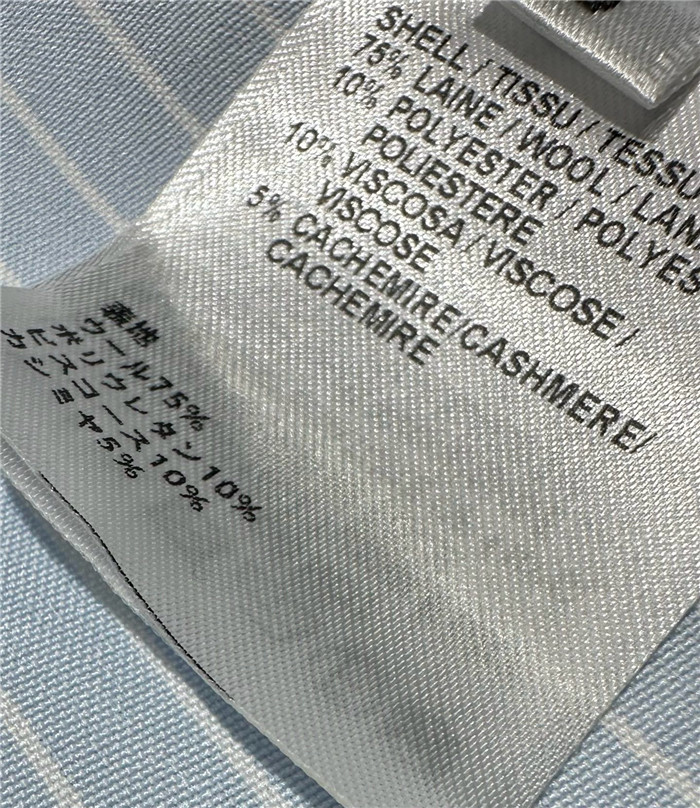 SHELL / TISSU / TESSU
75% LAINE / WOOL / LAN
10% POLYESTER / POLYES
POLIESTERE
10% VISCOSA / VISCOSE /
VISCOSE
5% CACHEMIRE/CASHMERE/
CACHEMIRE
表地
ウール75%
ポリウレタン10%
ビスコース10%
カシミヤ5%